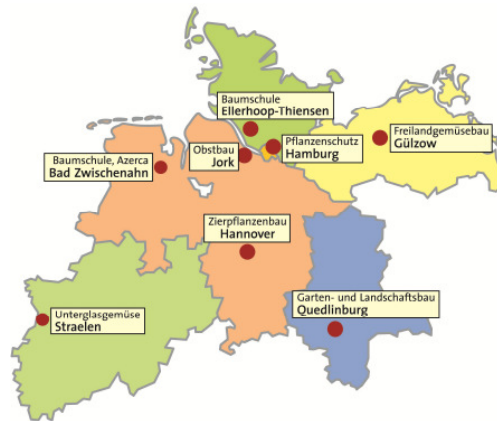 Baumschule
Ellerhoop-Thiensen
Freilandgemüsebau
Gülzow
Pflanzenschutz
Hamburg
Obstbau
Jork
Baumschule, Azerca
Bad Zwischenahn
Zierpflanzenbau
Hannover
Garten- und Landschaftsbau
Quedlinburg
Unterglasgemüse
Straelen